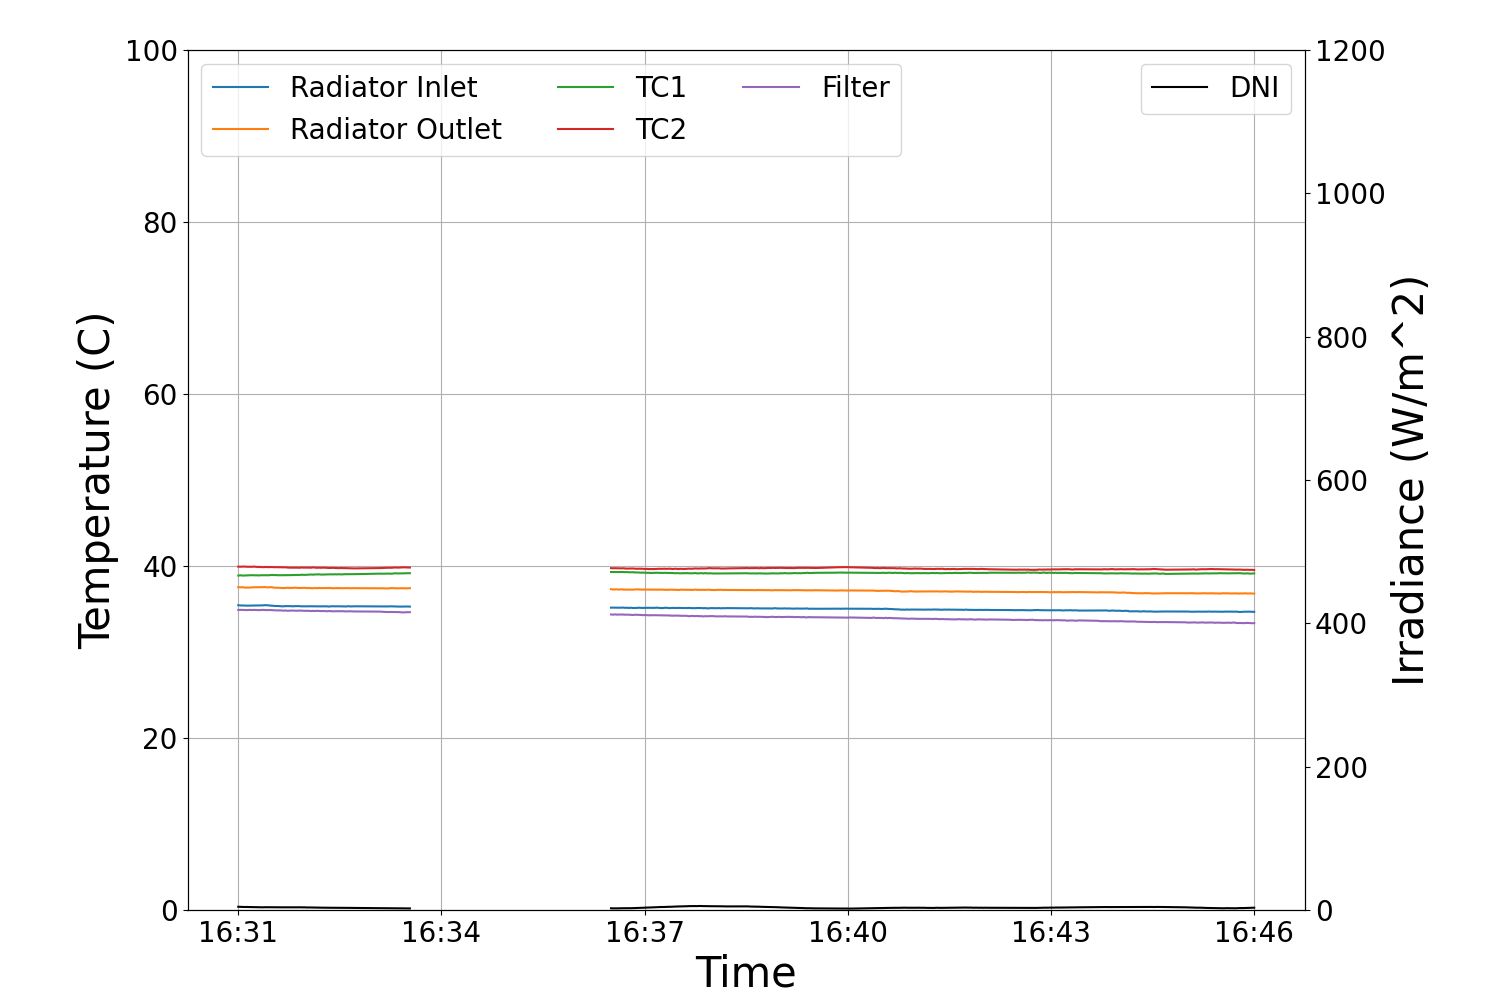 Radiator Inlet
Radiator Outlet
TC1
TC2
Filter
DNI
Temperature (C)
100
80
60
40
20
0
Irradiance (W/m^2)
1200
1000
800
600
400
200
0
16:31 16:34 16:37 16:40 16:43 16:46
Time